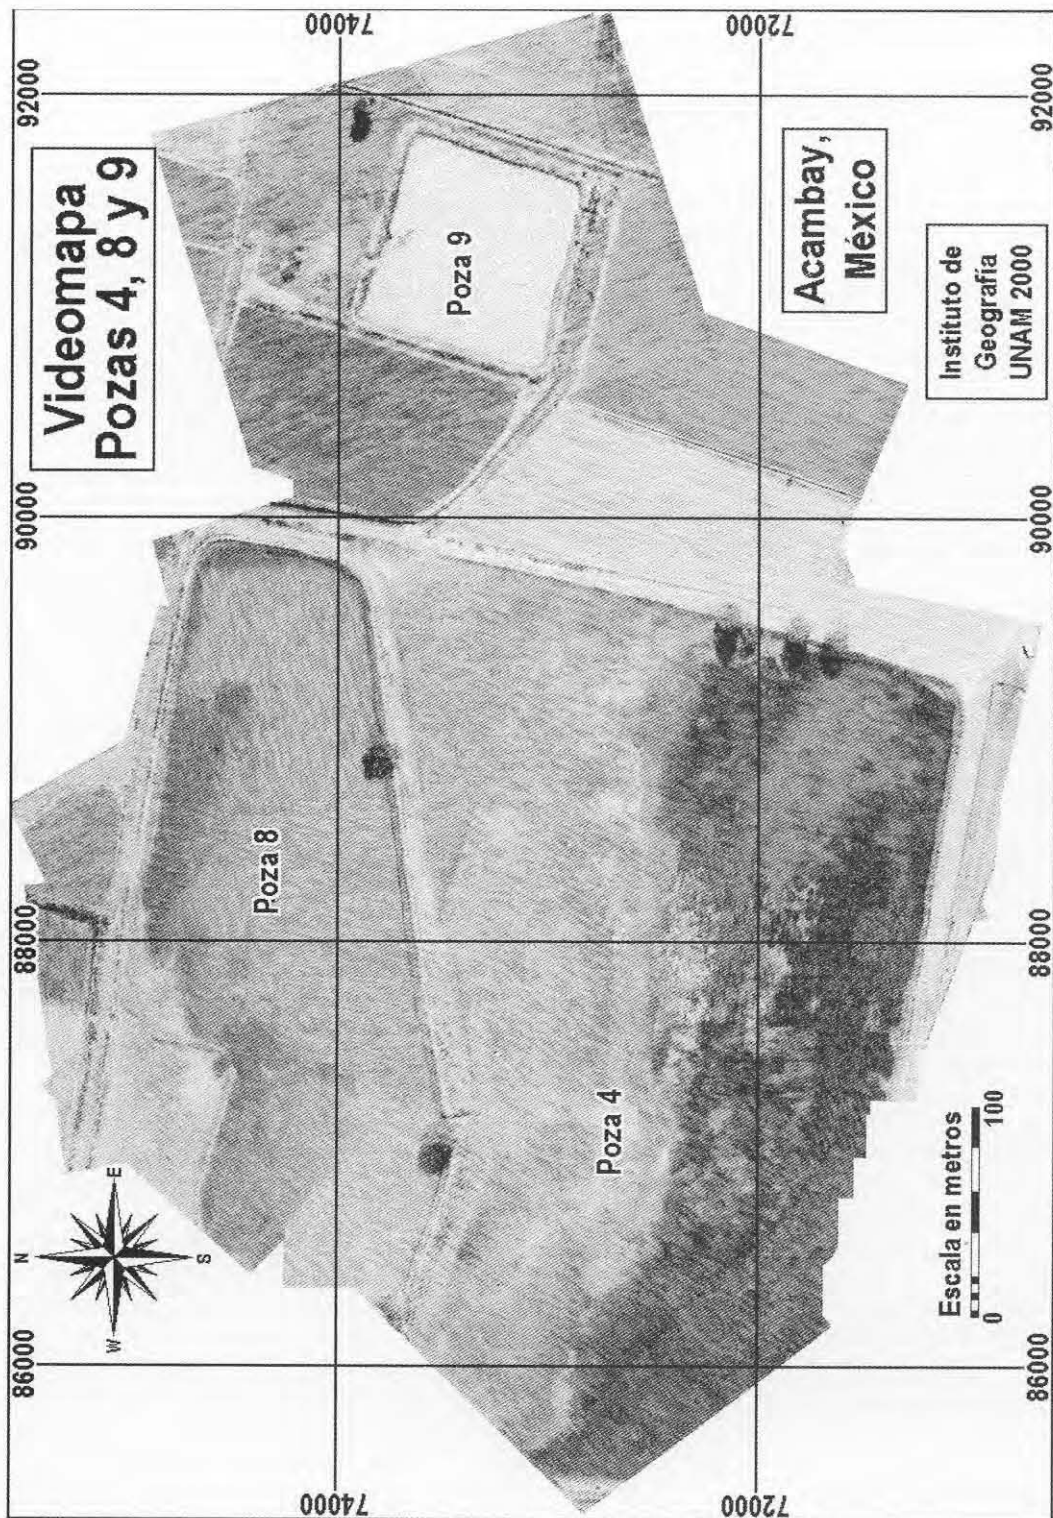 86000
88000
90000
92000
N
W
E
S
Videomapa
Pozas 4, 8 y 9
74000
74000
Poza 8
Poza 9
Poza 4
72000
72000
Acambay,
México
Escala en metros
0
100
Instituto de
Geografía
UNAM 2000
86000
88000
90000
92000